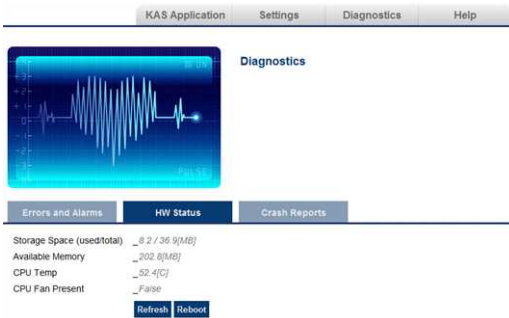 KAS Application Settings Diagnostics Help
Diagnostics
PULSE
Errors and Alarms HW Status Crash Reports
Storage Space (used/total) _8.2 / 36.9[MB]
Available Memory _202.8[MB]
CPU Temp _52.4[C]
CPU Fan Present _False
Refresh Reboot